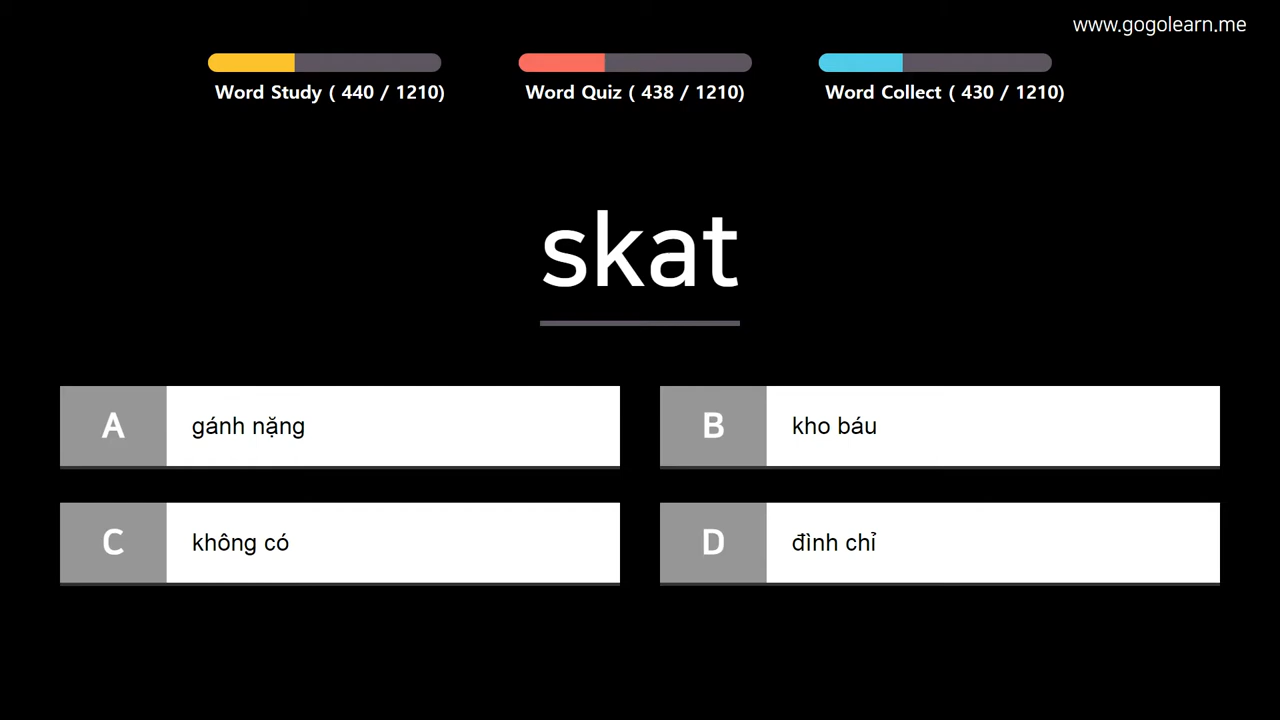 www.gogolearn.me
Word Study ( 440 / 1210)
Word Quiz ( 438 / 1210)
Word Collect ( 430 / 1210)
skat
A gánh nặng
B kho báu
C không có
D đình chỉ